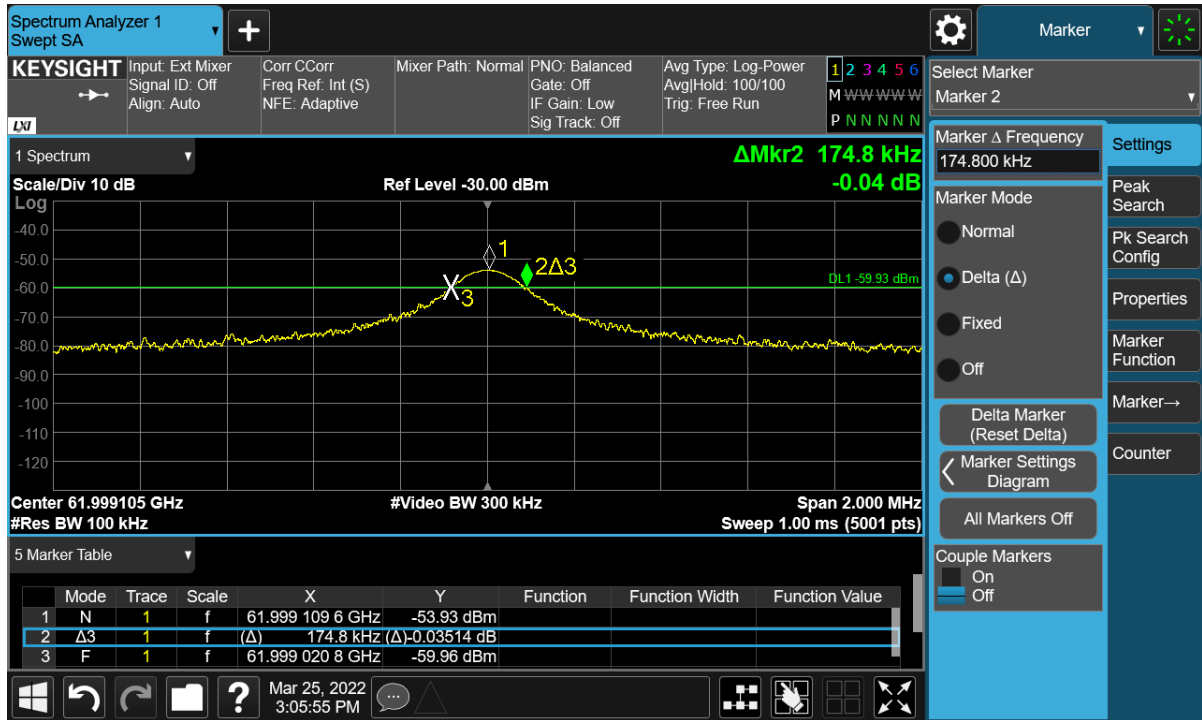 Spectrum Analyzer 1
Swept SA
+
Marker
KEYSIGHT
LXI
Input: Ext Mixer
Signal ID: Off
Align: Auto
Corr CCorr
Freq Ref: Int (S)
NFE: Adaptive
Mixer Path: Normal
PNO: Balanced
Gate: Off
IF Gain: Low
Sig Track: Off
Avg Type: Log-Power
Avg|Hold: 100/100
Trig: Free Run
1 2 3 4 5 6
M W W W W W
P N N N N N
Select Marker
Marker 2
1 Spectrum
ΔMkr2 174.8 kHz
-0.04 dB
Scale/Div 10 dB
Ref Level -30.00 dBm
Log
-40.0
-50.0
-60.0
-70.0
-80.0
-90.0
-100
-110
-120
1
2Δ3
3
DL1 -59.93 dBm
Center 61.999105 GHz
#Video BW 300 kHz
Span 2.000 MHz
#Res BW 100 kHz
Sweep 1.00 ms (5001 pts)
Marker Δ Frequency
174.800 kHz
Marker Mode
Normal
Delta (Δ)
Fixed
Off
Delta Marker
(Reset Delta)
Marker Settings
Diagram
All Markers Off
Couple Markers
On
Off
Settings
Peak
Search
Pk Search
Config
Properties
Marker
Function
Marker→
Counter
5 Marker Table
Mode Trace Scale X Y Function Function Width Function Value
1 N 1 f 61.999 109 6 GHz -53.93 dBm
2 Δ3 1 f (Δ) 174.8 kHz (Δ)-0.03514 dB
3 F 1 f 61.999 020 8 GHz -59.96 dBm
?
Mar 25, 2022
3:05:55 PM